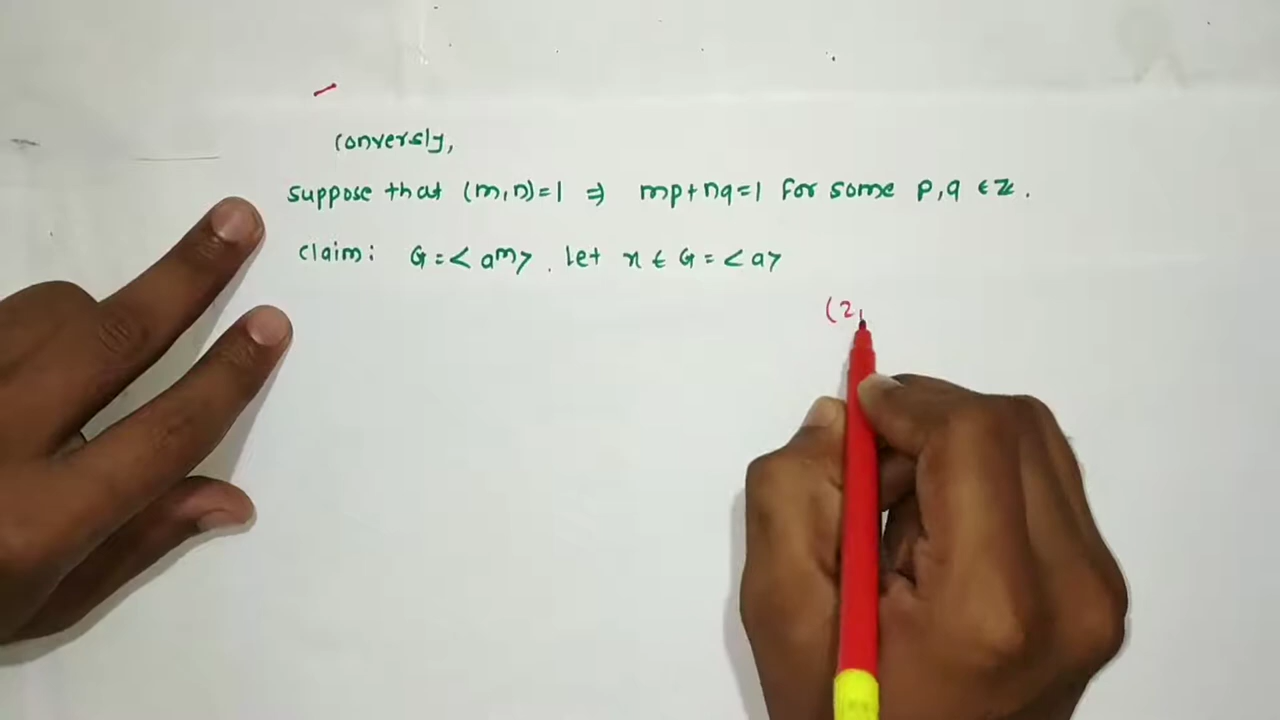 conversly,
suppose that (m,n)=1 ⇒ mp+nq=1 for some p,q ∈ Z.
claim: G=<a^m>. let x ∈ G=<a>
(2,